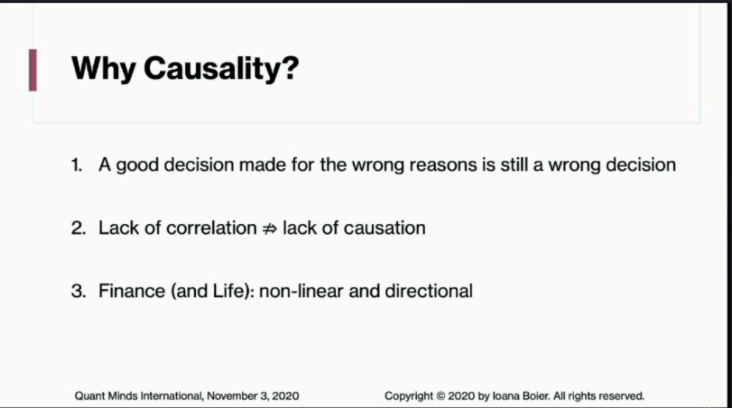 Why Causality?
1. A good decision made for the wrong reasons is still a wrong decision
2. Lack of correlation ⇏ lack of causation
3. Finance (and Life): non-linear and directional
Quant Minds International, November 3, 2020 Copyright © 2020 by Ioana Boier. All rights reserved.